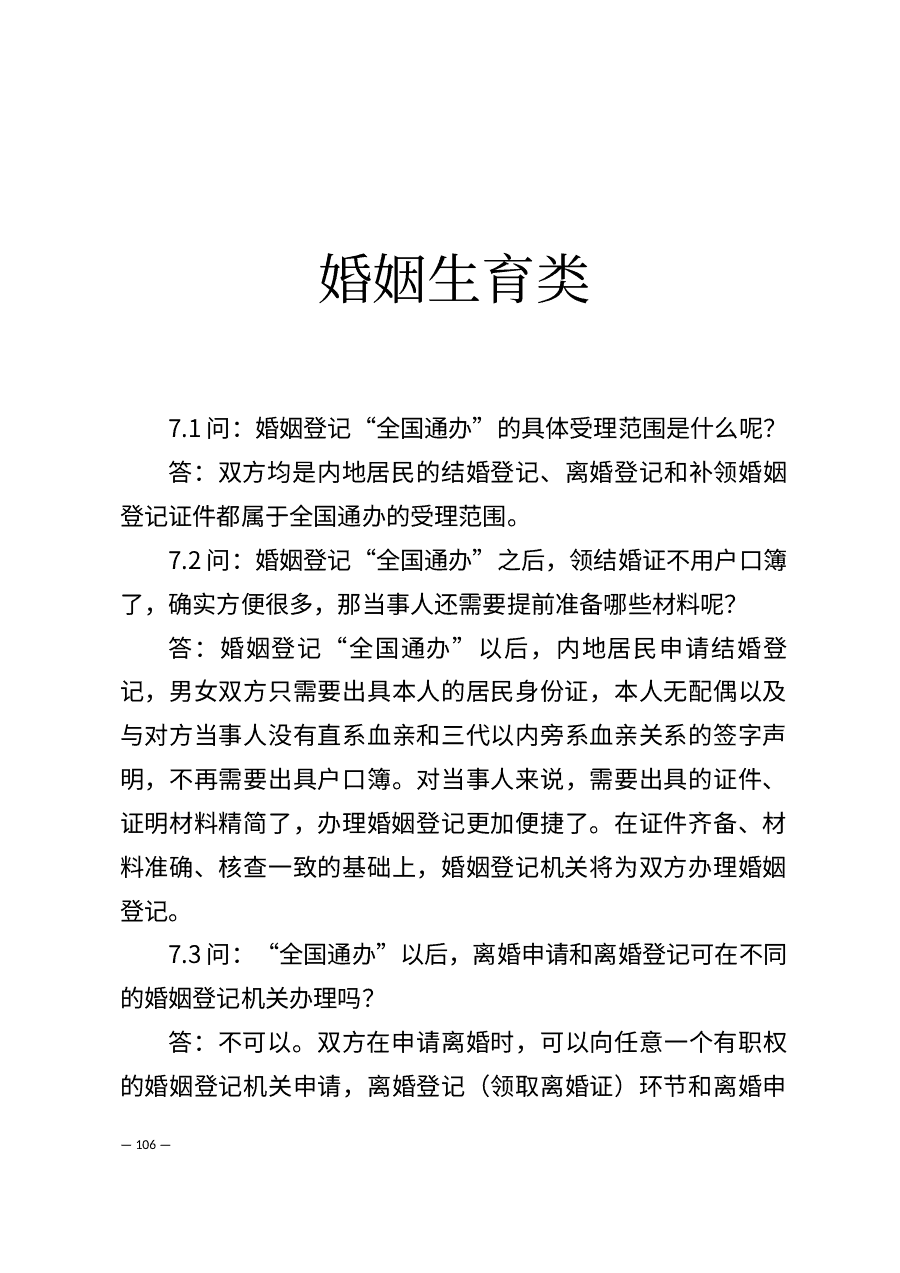 婚姻生育类
7.1 问：婚姻登记“全国通办”的具体受理范围是什么呢？
答：双方均是内地居民的结婚登记、离婚登记和补领婚姻
登记证件都属于全国通办的受理范围。
7.2 问：婚姻登记“全国通办”之后，领结婚证不用户口簿
了，确实方便很多，那当事人还需要提前准备哪些材料呢？
答：婚姻登记“全国通办”以后，内地居民申请结婚登
记，男女双方只需要出具本人的居民身份证，本人无配偶以及
与对方当事人没有直系血亲和三代以内旁系血亲关系的签字声
明，不再需要出具户口簿。对当事人来说，需要出具的证件、
证明材料精简了，办理婚姻登记更加便捷了。在证件齐备、材
料准确、核查一致的基础上，婚姻登记机关将为双方办理婚姻
登记。
7.3 问：“全国通办”以后，离婚申请和离婚登记可在不同
的婚姻登记机关办理吗？
答：不可以。双方在申请离婚时，可以向任意一个有职权
的婚姻登记机关申请，离婚登记（领取离婚证）环节和离婚申
— 106 —